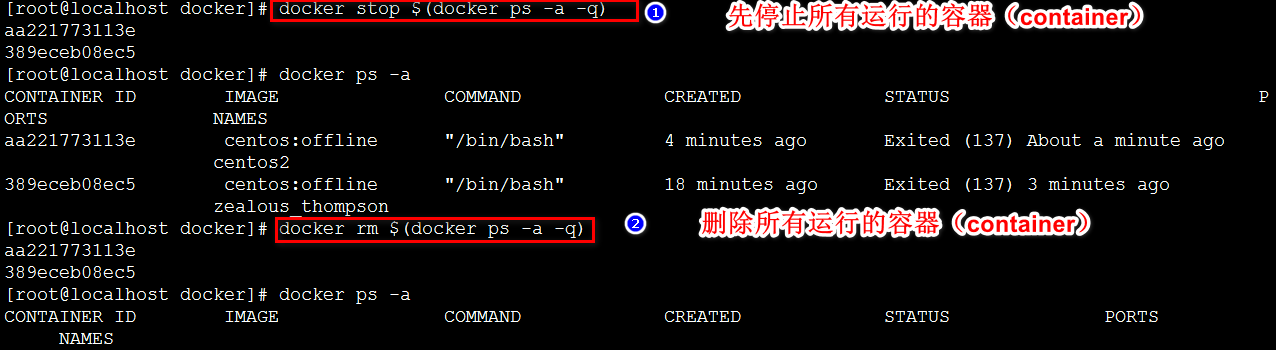 [root@localhost docker]# docker stop $(docker ps -a -q) 1 先停止所有运行的容器（container）
aa221773113e
389eceb08ec5
[root@localhost docker]# docker ps -a
CONTAINER ID IMAGE COMMAND CREATED STATUS P
ORTS NAMES
aa221773113e centos:offline "/bin/bash" 4 minutes ago Exited (137) About a minute ago
centos2
389eceb08ec5 centos:offline "/bin/bash" 18 minutes ago Exited (137) 3 minutes ago
zealous_thompson
[root@localhost docker]# docker rm $(docker ps -a -q) 2 删除所有运行的容器（container）
aa221773113e
389eceb08ec5
[root@localhost docker]# docker ps -a
CONTAINER ID IMAGE COMMAND CREATED STATUS PORTS
NAMES